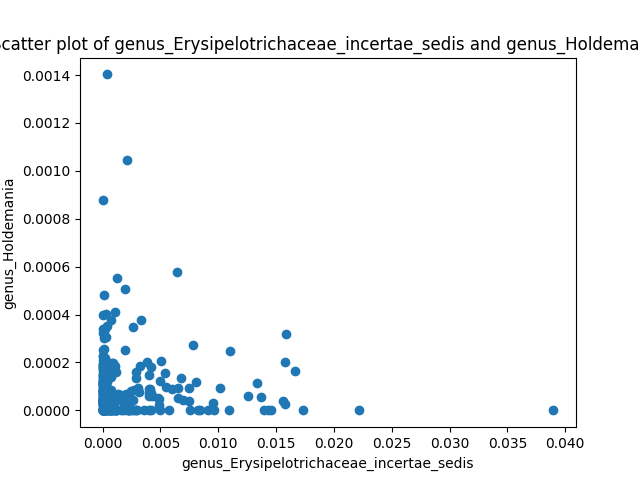 catter plot of genus_Erysipelotrichaceae_incertae_sedis and genus_Holdema
0.0014
0.0012
0.0010
0.0008
0.0006
0.0004
0.0002
0.0000
genus_Holdemania
0.000 0.005 0.010 0.015 0.020 0.025 0.030 0.035 0.040
genus_Erysipelotrichaceae_incertae_sedis